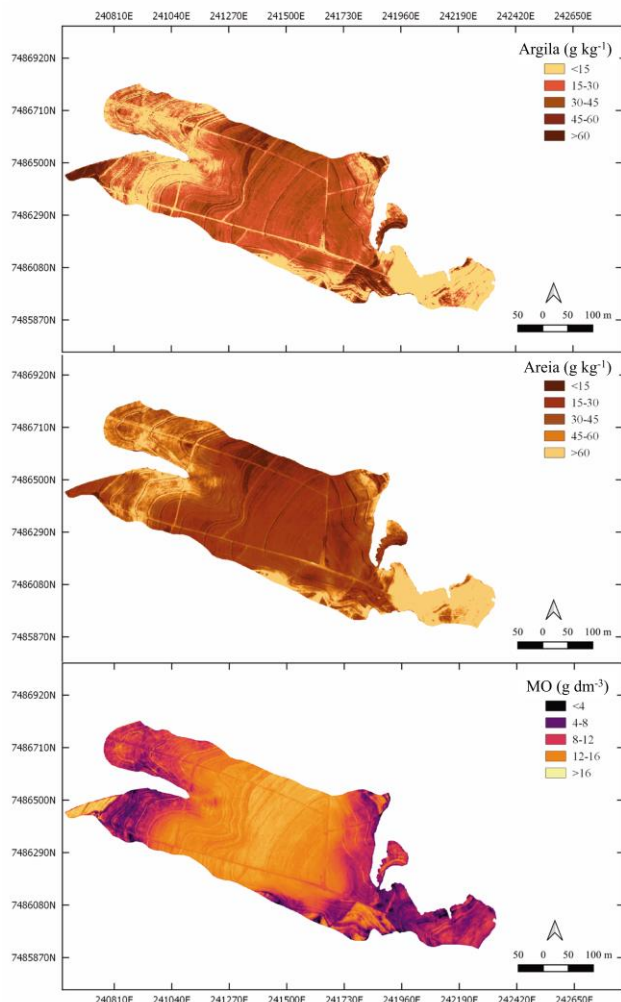 240810E 241040E 241270E 241500E 241730E 241960E 242190E 242420E 242650E
Argila (g kg⁻¹)
<15
15-30
30-45
45-60
>60
7486920N
7486710N
7486500N
7486290N
7486080N
7485870N
50 0 50 100 m
Areia (g kg⁻¹)
<15
15-30
30-45
45-60
>60
7486920N
7486710N
7486500N
7486290N
7486080N
7485870N
50 0 50 100 m
MO (g dm⁻³)
<4
4-8
8-12
12-16
>16
7486920N
7486710N
7486500N
7486290N
7486080N
7485870N
50 0 50 100 m
240810E 241040E 241270E 241500E 241730E 241960E 242190E 242420E 242650E